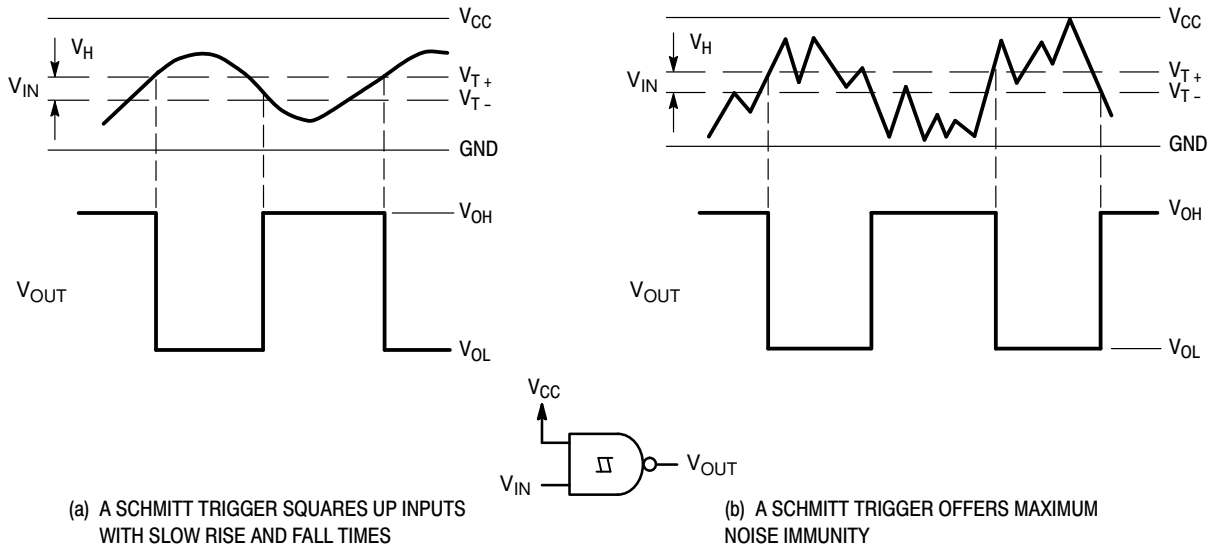 V_CC
V_H
V_IN
V_T+
V_T−
GND
V_OH
V_OUT
V_OL
V_CC
V_H
V_IN
V_T+
V_T−
GND
V_OH
V_OUT
V_OL
V_CC
V_IN
V_OUT
(a) A SCHMITT TRIGGER SQUARES UP INPUTS
WITH SLOW RISE AND FALL TIMES
(b) A SCHMITT TRIGGER OFFERS MAXIMUM
NOISE IMMUNITY